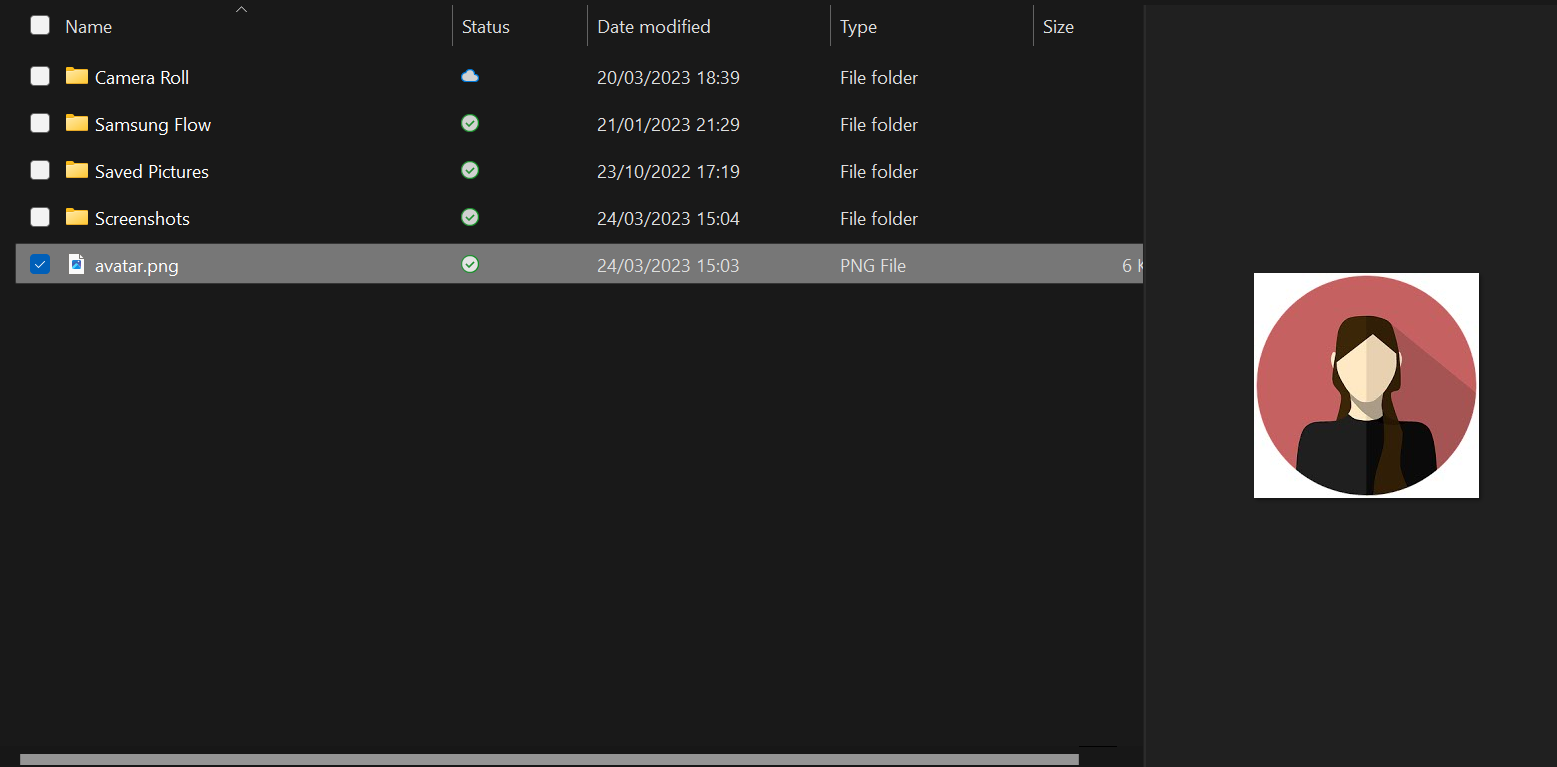 Name Status Date modified Type Size
Camera Roll 20/03/2023 18:39 File folder
Samsung Flow 21/01/2023 21:29 File folder
Saved Pictures 23/10/2022 17:19 File folder
Screenshots 24/03/2023 15:04 File folder
avatar.png 24/03/2023 15:03 PNG File 6 K